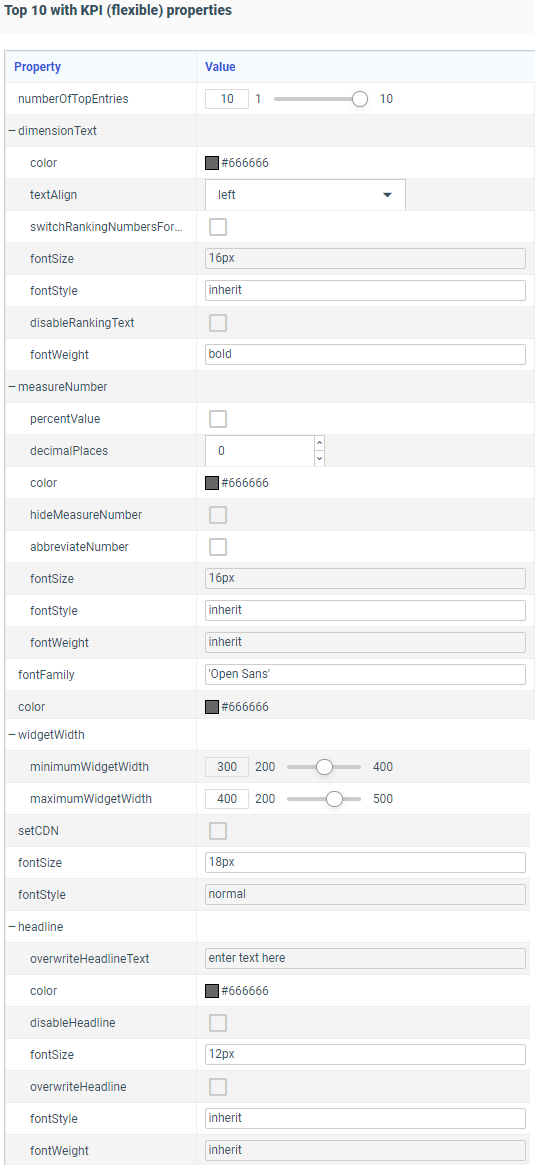 Top 10 with KPI (flexible) properties
Property Value
numberOfTopEntries 10 1 10
dimensionText
color #666666
textAlign left
switchRankingNumbersFor...
fontSize 16px
fontStyle inherit
disableRankingText
fontWeight bold
measureNumber
percentValue
decimalPlaces 0
color #666666
hideMeasureNumber
abbreviateNumber
fontSize 16px
fontStyle inherit
fontWeight inherit
fontFamily 'Open Sans'
color #666666
widgetWidth
minimumWidgetWidth 300 200 400
maximumWidgetWidth 400 200 500
setCDN
fontSize 18px
fontStyle normal
headline
overwriteHeadlineText enter text here
color #666666
disableHeadline
fontSize 12px
overwriteHeadline
fontStyle inherit
fontWeight inherit